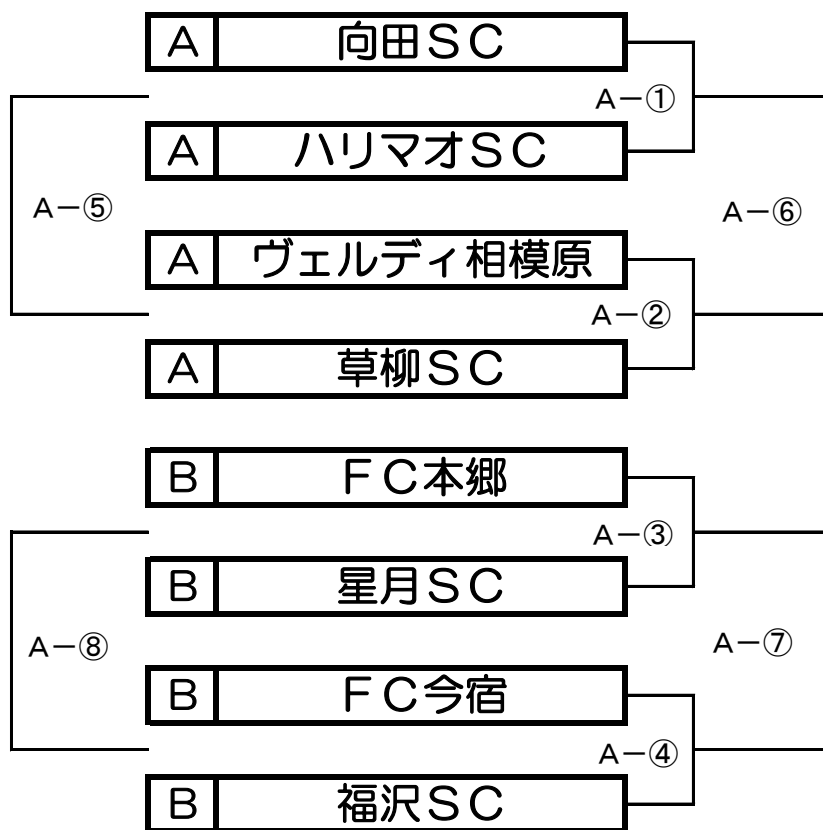 A 向田ＳＣ
A－①
A ハリマオＳＣ
A－⑤
A－⑥
A ヴェルディ相模原
A－②
A 草柳ＳＣ
B ＦＣ本郷
A－③
B 星月ＳＣ
A－⑧
A－⑦
B ＦＣ今宿
A－④
B 福沢ＳＣ